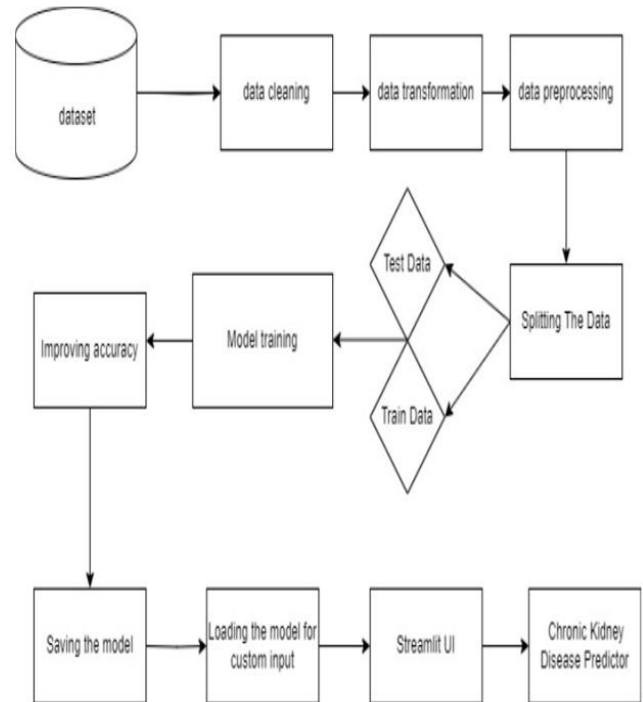 dataset
data cleaning
data transformation
data preprocessing
Test Data
Splitting The Data
Train Data
Model training
Improving accuracy
Saving the model
Loading the model for
custom input
Streamlit UI
Chronic Kidney
Disease Predictor